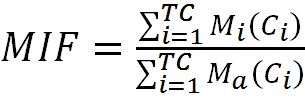 MIF = \frac{\sum_{i=1}^{TC} M_i(C_i)}{\sum_{i=1}^{TC} M_a(C_i)}